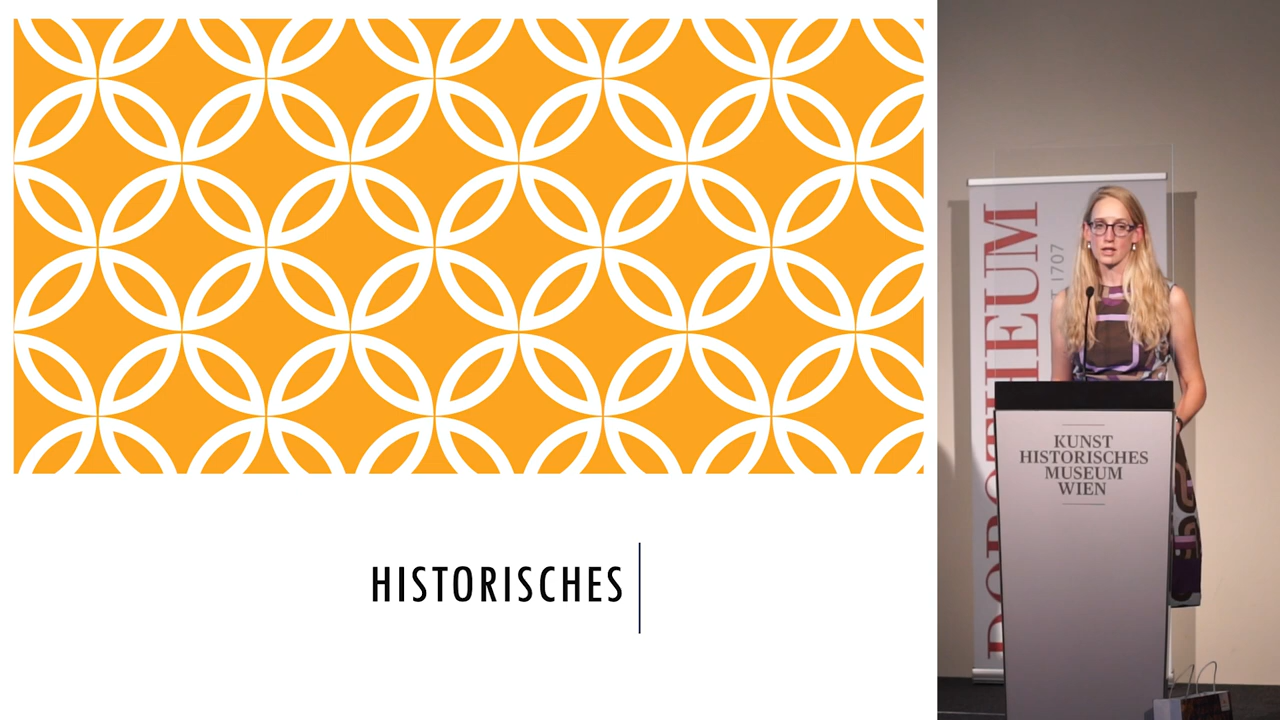 HISTORISCHES
DOROTHEUM
T 1707
KUNST
HISTORISCHES
MUSEUM
WIEN